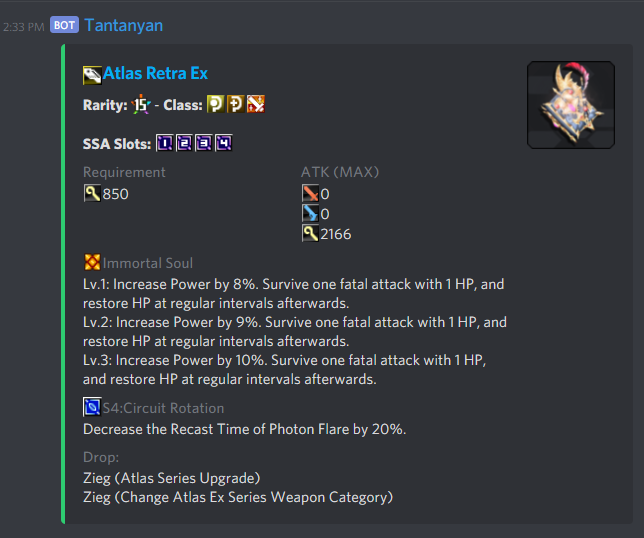 2:33 PM BOT Tantanyan
Atlas Retra Ex
Rarity: 15 - Class:
SSA Slots: 1 2 3 4
Requirement
850
ATK (MAX)
0
0
2166
Immortal Soul
Lv.1: Increase Power by 8%. Survive one fatal attack with 1 HP, and
restore HP at regular intervals afterwards.
Lv.2: Increase Power by 9%. Survive one fatal attack with 1 HP, and
restore HP at regular intervals afterwards.
Lv.3: Increase Power by 10%. Survive one fatal attack with 1 HP,
and restore HP at regular intervals afterwards.
S4:Circuit Rotation
Decrease the Recast Time of Photon Flare by 20%.
Drop:
Zieg (Atlas Series Upgrade)
Zieg (Change Atlas Ex Series Weapon Category)